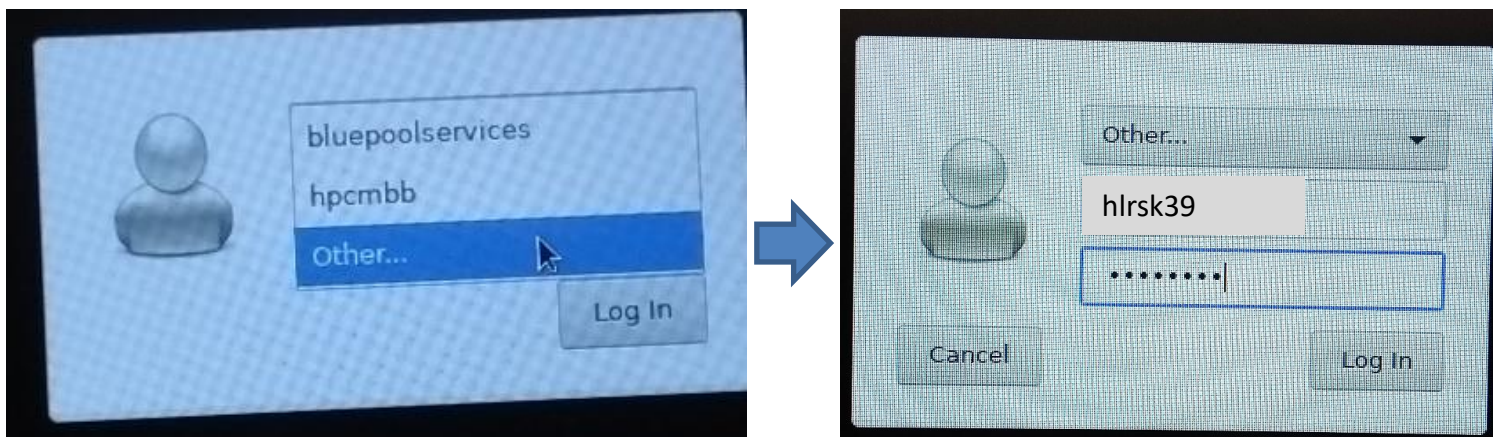 bluepoolservices
hpcmbb
Other...
Log In
Other...
hlrsk39
••••••••
Cancel
Log In